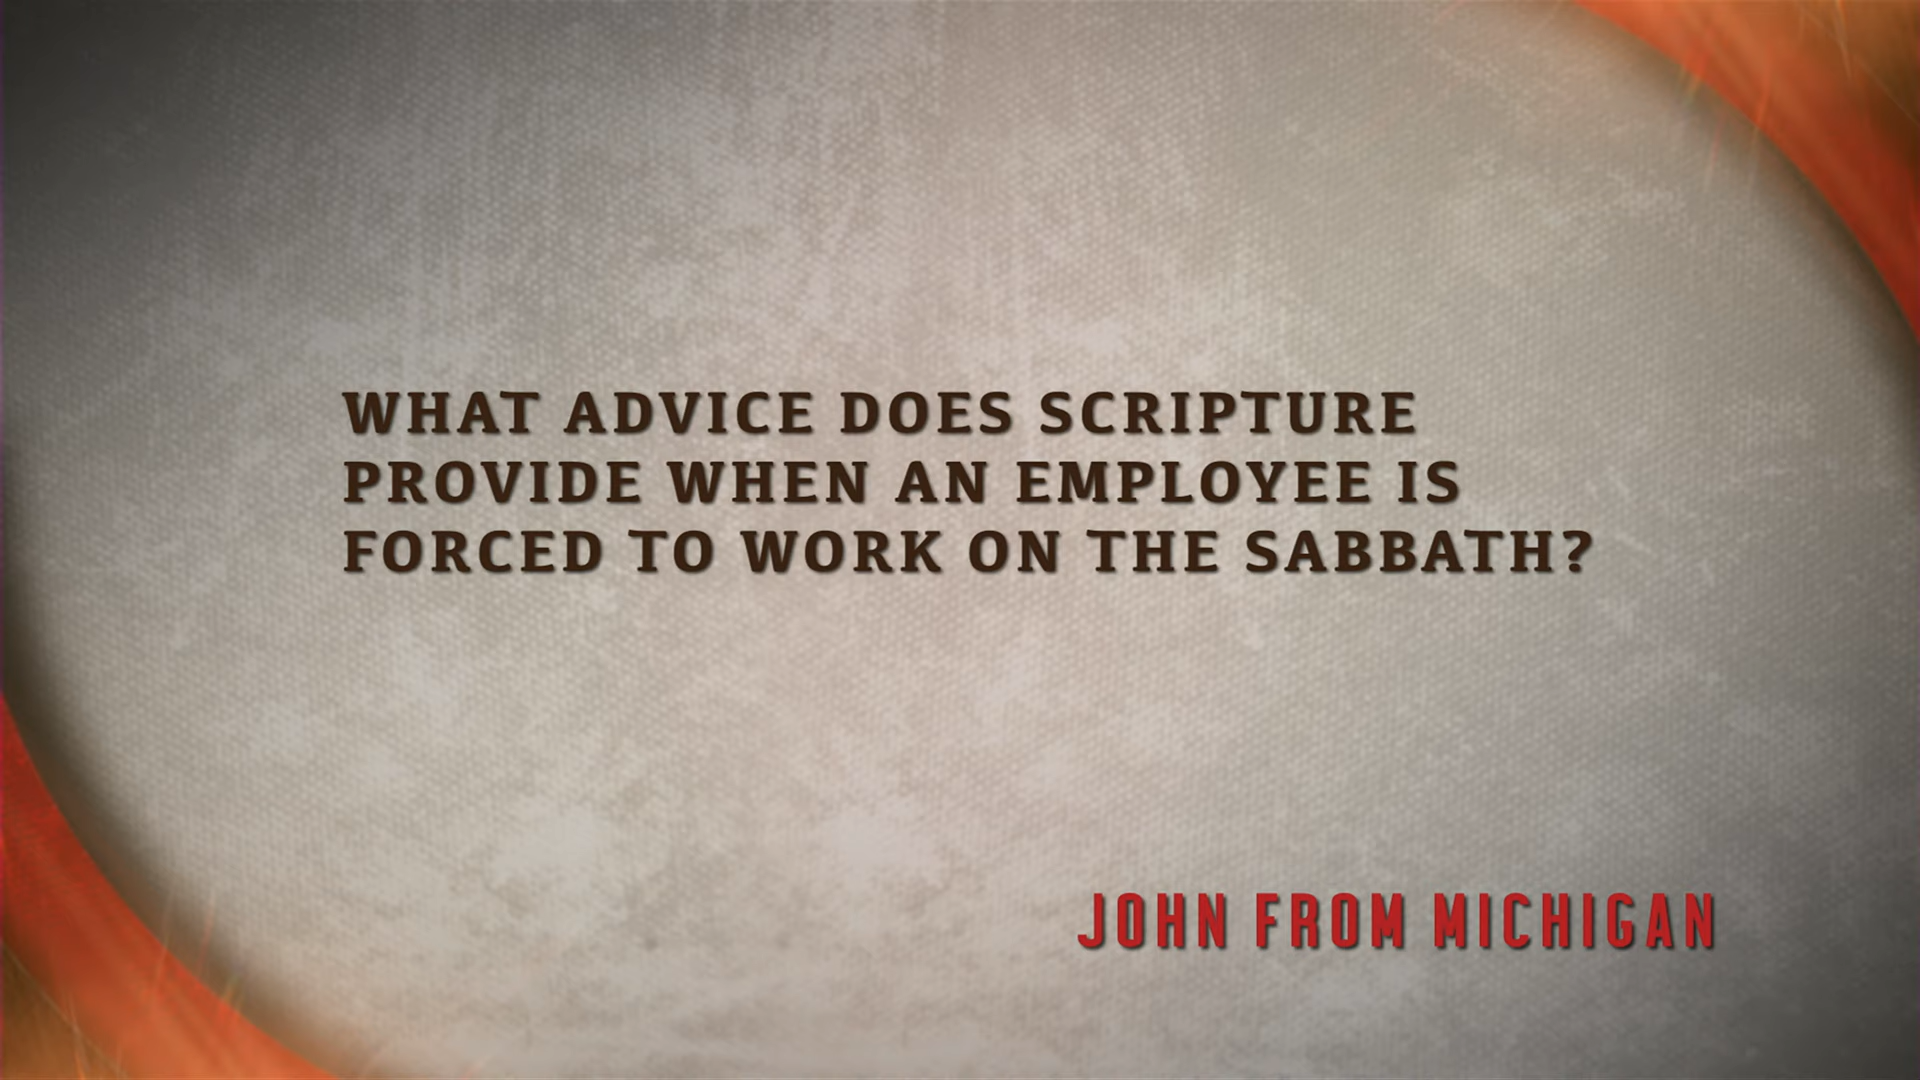 WHAT ADVICE DOES SCRIPTURE
PROVIDE WHEN AN EMPLOYEE IS
FORCED TO WORK ON THE SABBATH?
JOHN FROM MICHIGAN